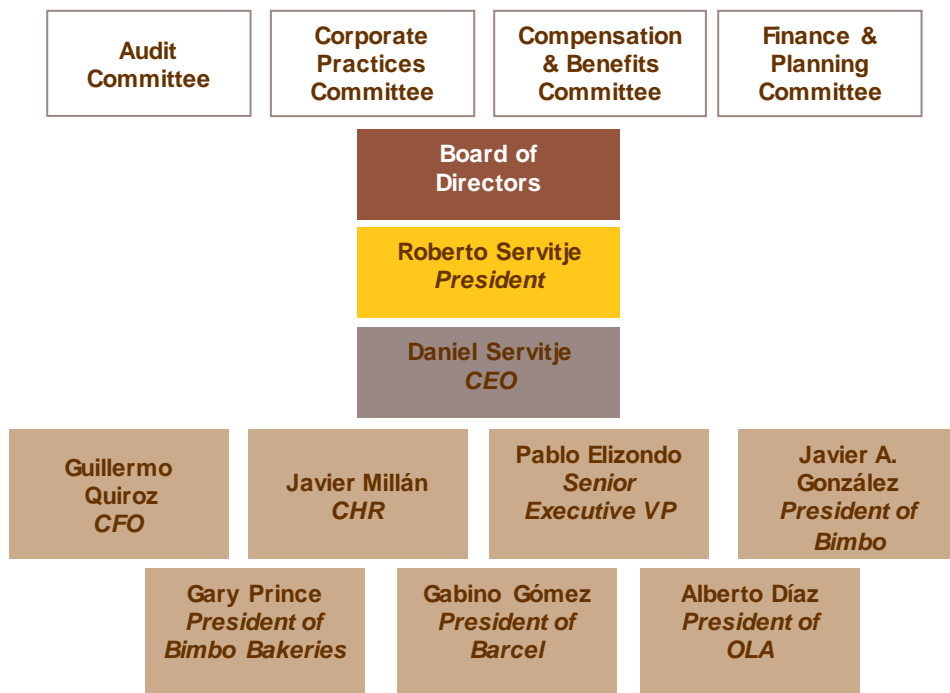 Audit
Committee
Corporate
Practices
Committee
Compensation
& Benefits
Committee
Finance &
Planning
Committee
Board of
Directors
Roberto Servitje
President
Daniel Servitje
CEO
Guillermo
Quiroz
CFO
Javier Millán
CHR
Pablo Elizondo
Senior
Executive VP
Javier A.
González
President of
Bimbo
Gary Prince
President of
Bimbo Bakeries
Gabino Gómez
President of
Barcel
Alberto Díaz
President of
OLA